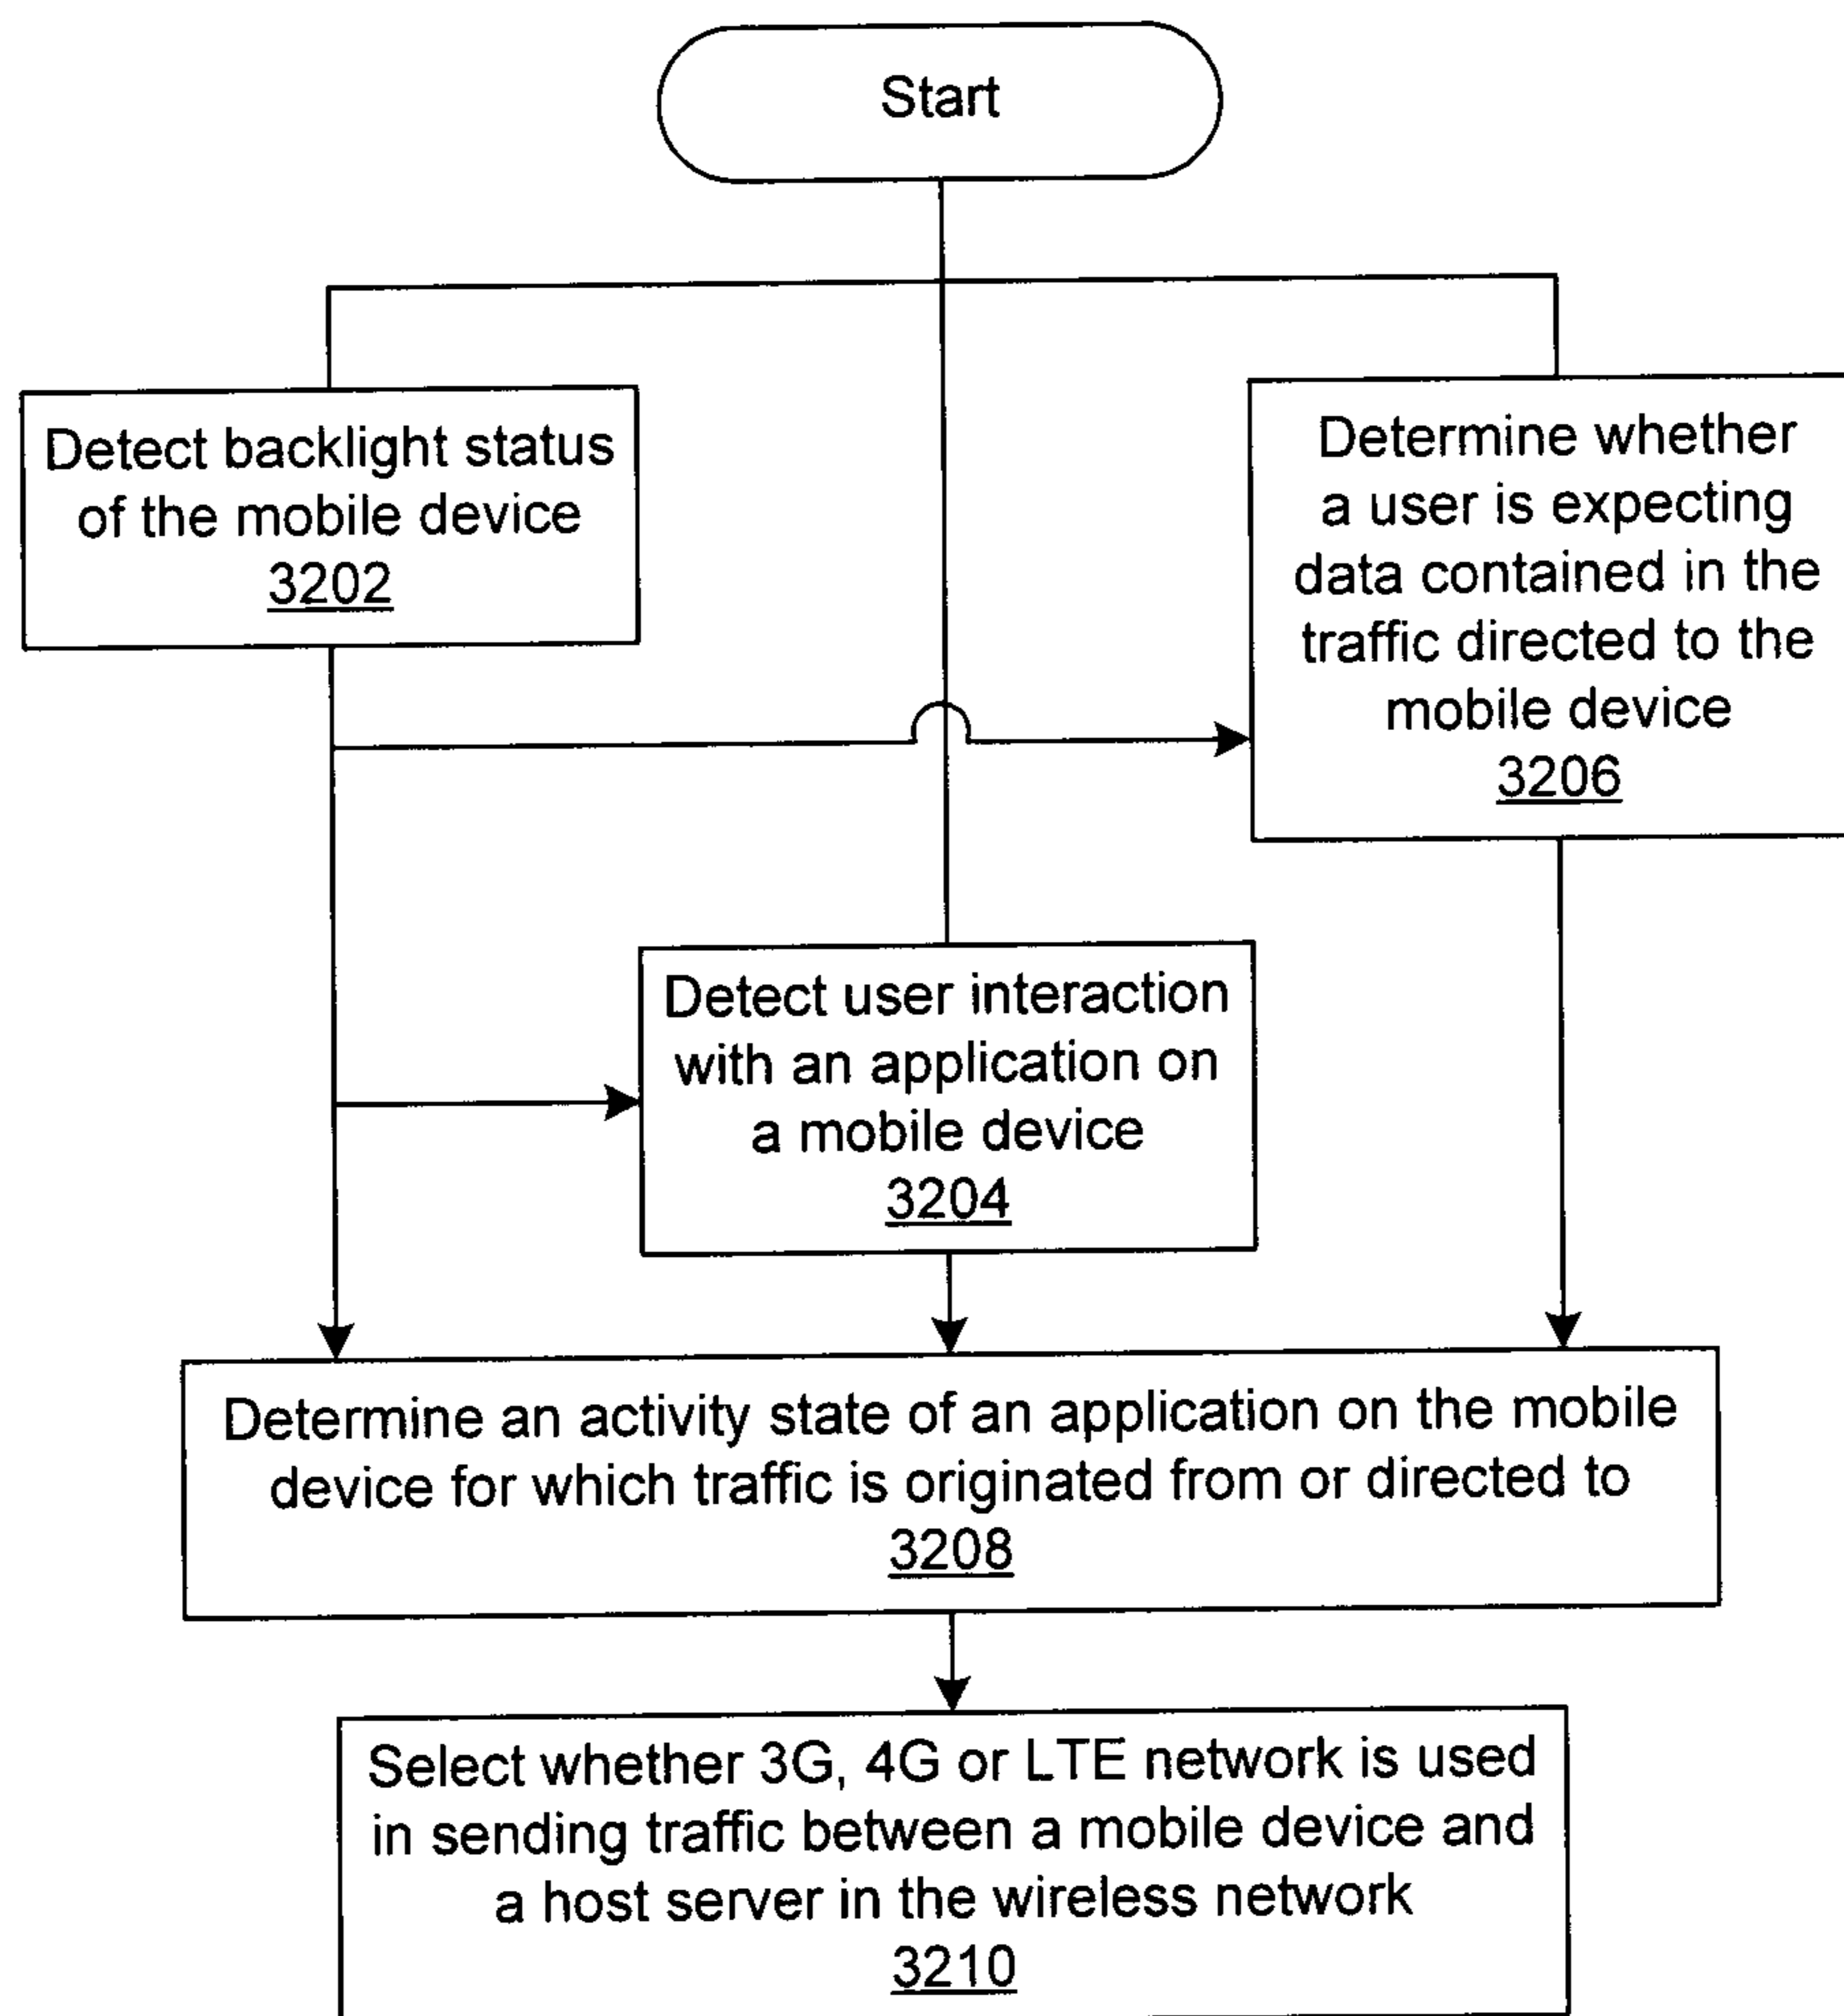 Start
Detect backlight status
of the mobile device
3202
Determine whether
a user is expecting
data contained in the
traffic directed to the
mobile device
3206
Detect user interaction
with an application on
a mobile device
3204
Determine an activity state of an application on the mobile
device for which traffic is originated from or directed to
3208
Select whether 3G, 4G or LTE network is used
in sending traffic between a mobile device and
a host server in the wireless network
3210